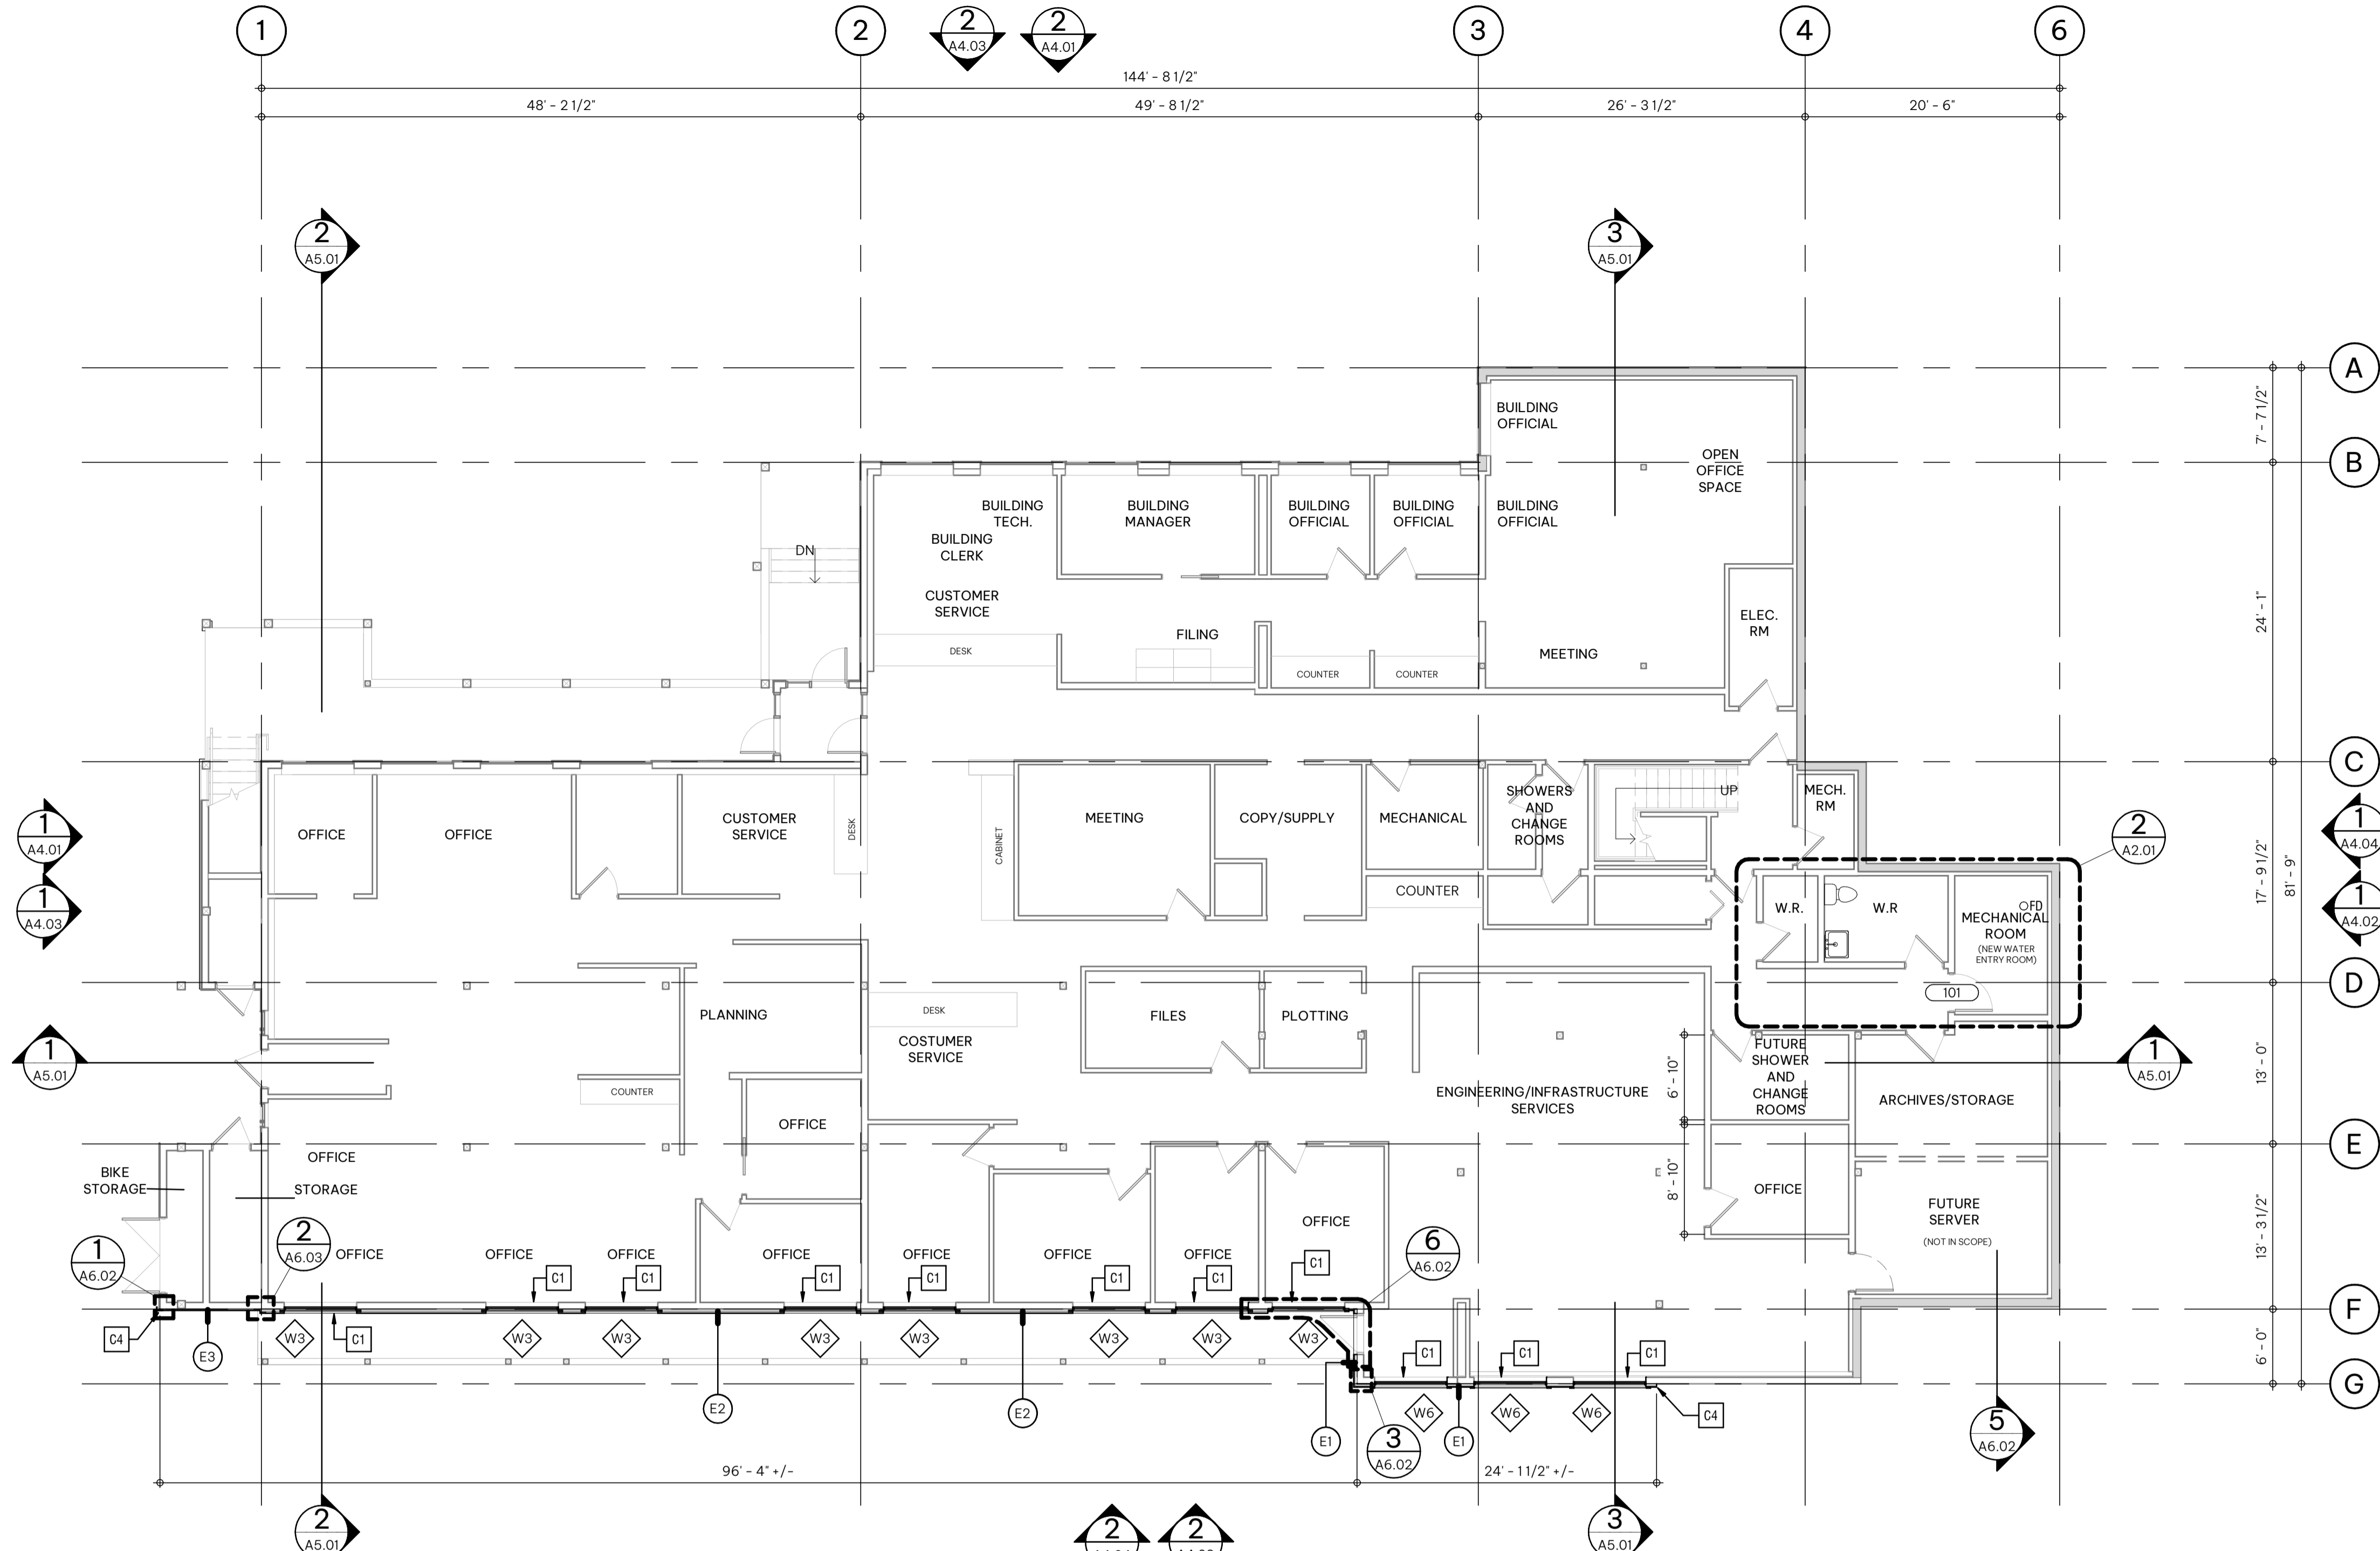 1
2
2
A4.03
2
A4.01
3
4
6
144' - 8 1/2"
48' - 2 1/2"
49' - 8 1/2"
26' - 3 1/2"
20' - 6"
2
A5.01
3
A5.01
A
7' - 7 1/2"
B
BUILDING
OFFICIAL
OPEN
OFFICE
SPACE
BUILDING
TECH.
BUILDING
MANAGER
BUILDING
OFFICIAL
BUILDING
OFFICIAL
BUILDING
OFFICIAL
BUILDING
CLERK
DN
CUSTOMER
SERVICE
24' - 1"
ELEC.
RM
FILING
DESK
MEETING
COUNTER
COUNTER
C
1
A4.01
1
A4.03
OFFICE
OFFICE
CUSTOMER
SERVICE
DESK
CABINET
MEETING
COPY/SUPPLY
MECHANICAL
SHOWERS
AND
CHANGE
ROOMS
UP
MECH.
RM
2
A2.01
1
A4.04
1
A4.02
17' - 9 1/2"
81' - 9"
COUNTER
W.R.
W.R
FD
MECHANICAL
ROOM
(NEW WATER
ENTRY ROOM)
101
D
PLANNING
DESK
COSTUMER
SERVICE
FILES
PLOTTING
1
A5.01
FUTURE
SHOWER
AND
CHANGE
ROOMS
6' - 10"
13' - 0"
1
A5.01
COUNTER
ENGINEERING/INFRASTRUCTURE
SERVICES
ARCHIVES/STORAGE
OFFICE
E
BIKE
STORAGE
OFFICE
STORAGE
8' - 10"
OFFICE
FUTURE
SERVER
(NOT IN SCOPE)
13' - 3 1/2"
OFFICE
1
A6.02
2
A6.03
OFFICE
OFFICE
OFFICE
OFFICE
OFFICE
OFFICE
OFFICE
6
A6.02
C1
C1
C1
C1
C1
C1
C1
F
C4
E3
W3
C1
W3
W3
W3
W3
W3
W3
W3
C1
C1
C1
6' - 0"
E1
G
E2
E2
E1
3
A6.02
W6
E1
W6
W6
C4
5
A6.02
96' - 4" +/-
24' - 1 1/2" +/-
2
A5.01
2
2
3
A5.01